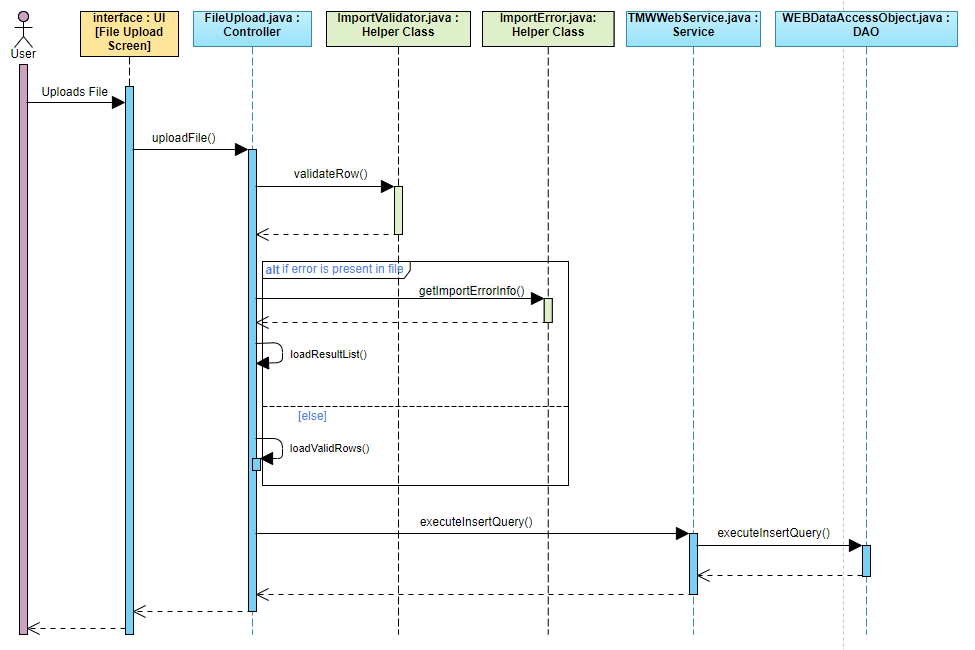 User
interface : UI
[File Upload
Screen]
FileUpload.java :
Controller
ImportValidator.java :
Helper Class
ImportError.java:
Helper Class
TMWWebService.java :
Service
WEBDataAccessObject.java :
DAO
Uploads File
uploadFile()
validateRow()
alt if error is present in file
getImportErrorInfo()
loadResultList()
[else]
loadValidRows()
executeInsertQuery()
executeInsertQuery()